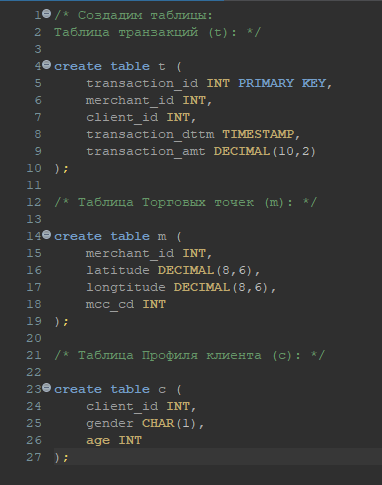 1 /* Создадим таблицы:
2 Таблица транзакций (t): */
3
4 create table t (
5     transaction_id INT PRIMARY KEY,
6     merchant_id INT,
7     client_id INT,
8     transaction_dttm TIMESTAMP,
9     transaction_amt DECIMAL(10,2)
10 );
11
12 /* Таблица Торговых точек (m): */
13
14 create table m (
15     merchant_id INT,
16     latitude DECIMAL(8,6),
17     longtitude DECIMAL(8,6),
18     mcc_cd INT
19 );
20
21 /* Таблица Профиля клиента (c): */
22
23 create table c (
24     client_id INT,
25     gender CHAR(1),
26     age INT
27 );